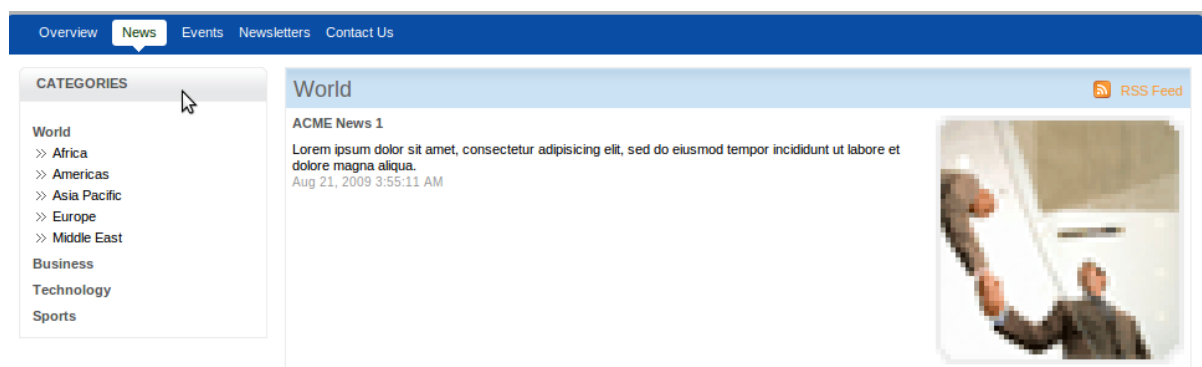 Overview News Events Newsletters Contact Us
CATEGORIES
World
Africa
Americas
Asia Pacific
Europe
Middle East
Business
Technology
Sports
World
RSS Feed
ACME News 1
Lorem ipsum dolor sit amet, consectetur adipisicing elit, sed do eiusmod tempor incididunt ut labore et
dolore magna aliqua.
Aug 21, 2009 3:55:11 AM